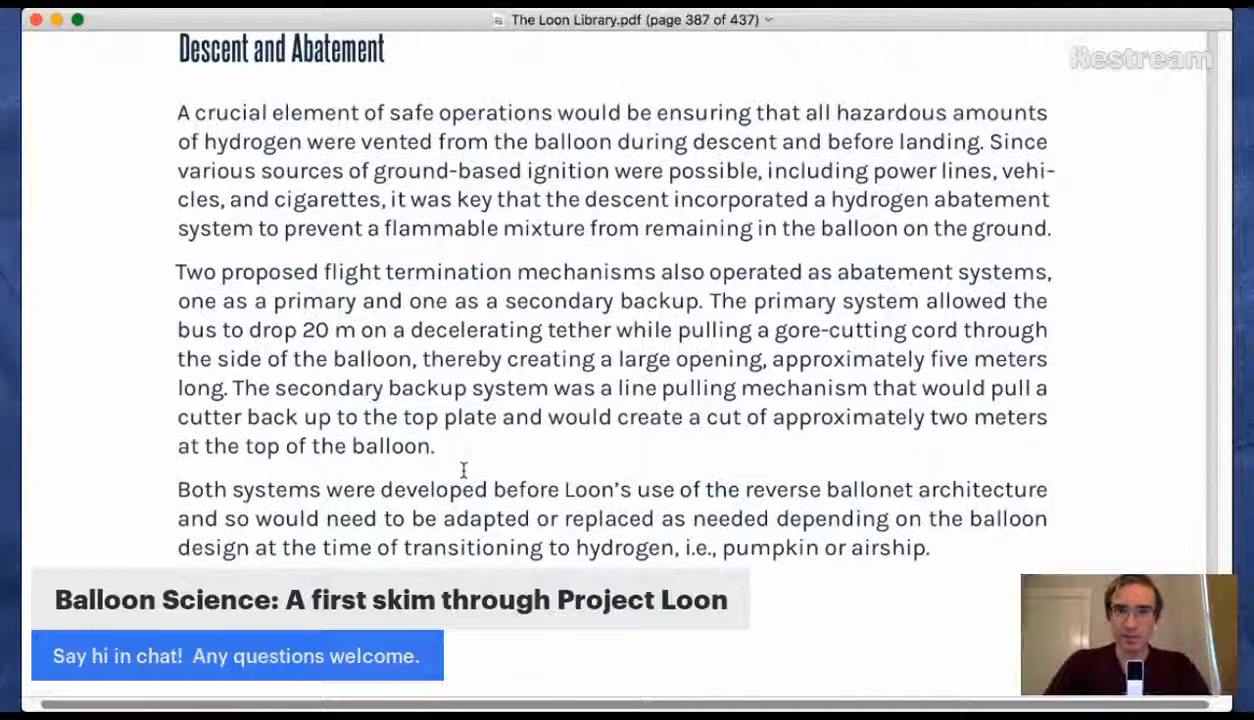 The Loon Library.pdf (page 387 of 437)
Restream
Descent and Abatement
A crucial element of safe operations would be ensuring that all hazardous amounts
of hydrogen were vented from the balloon during descent and before landing. Since
various sources of ground-based ignition were possible, including power lines, vehi-
cles, and cigarettes, it was key that the descent incorporated a hydrogen abatement
system to prevent a flammable mixture from remaining in the balloon on the ground.
Two proposed flight termination mechanisms also operated as abatement systems,
one as a primary and one as a secondary backup. The primary system allowed the
bus to drop 20 m on a decelerating tether while pulling a gore-cutting cord through
the side of the balloon, thereby creating a large opening, approximately five meters
long. The secondary backup system was a line pulling mechanism that would pull a
cutter back up to the top plate and would create a cut of approximately two meters
at the top of the balloon.
Both systems were developed before Loon's use of the reverse ballonet architecture
and so would need to be adapted or replaced as needed depending on the balloon
design at the time of transitioning to hydrogen, i.e., pumpkin or airship.
Balloon Science: A first skim through Project Loon
Say hi in chat! Any questions welcome.